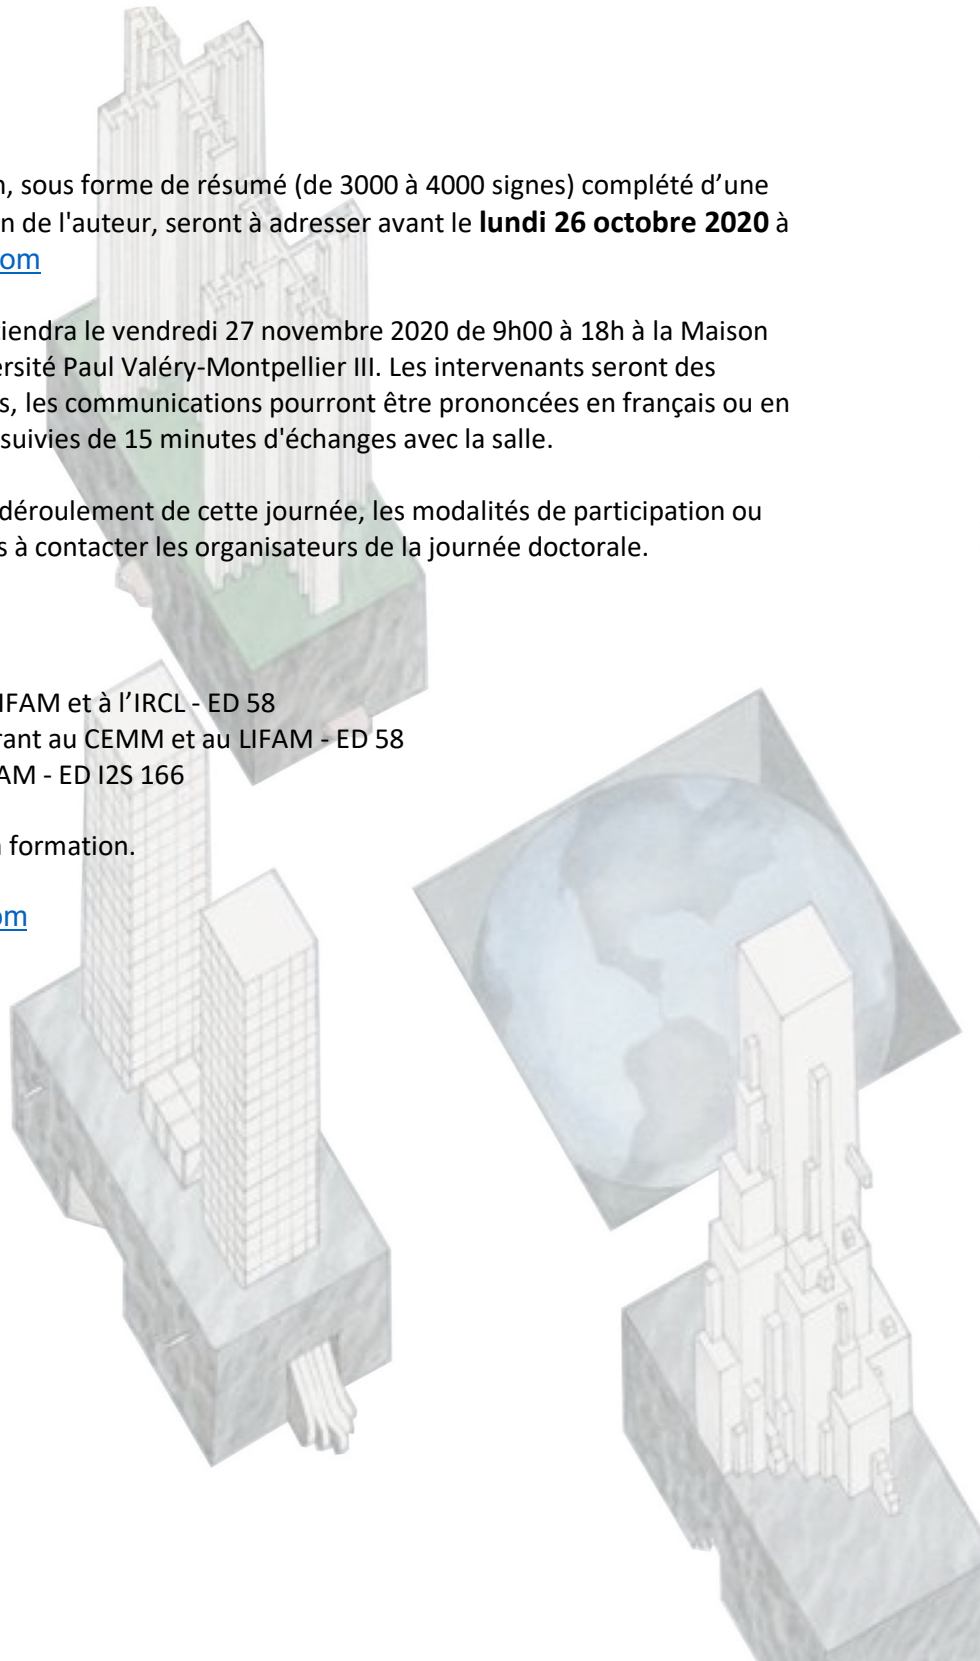 n, sous forme de résumé (de 3000 à 4000 signes) complété d’une
n de l'auteur, seront à adresser avant le lundi 26 octobre 2020 à
om
iendra le vendredi 27 novembre 2020 de 9h00 à 18h à la Maison
ersité Paul Valéry-Montpellier III. Les intervenants seront des
s, les communications pourront être prononcées en français ou en
suivies de 15 minutes d'échanges avec la salle.
déroulement de cette journée, les modalités de participation ou
s à contacter les organisateurs de la journée doctorale.
IFAM et à l’IRCL - ED 58
rant au CEMM et au LIFAM - ED 58
AM - ED I2S 166
formation.
om